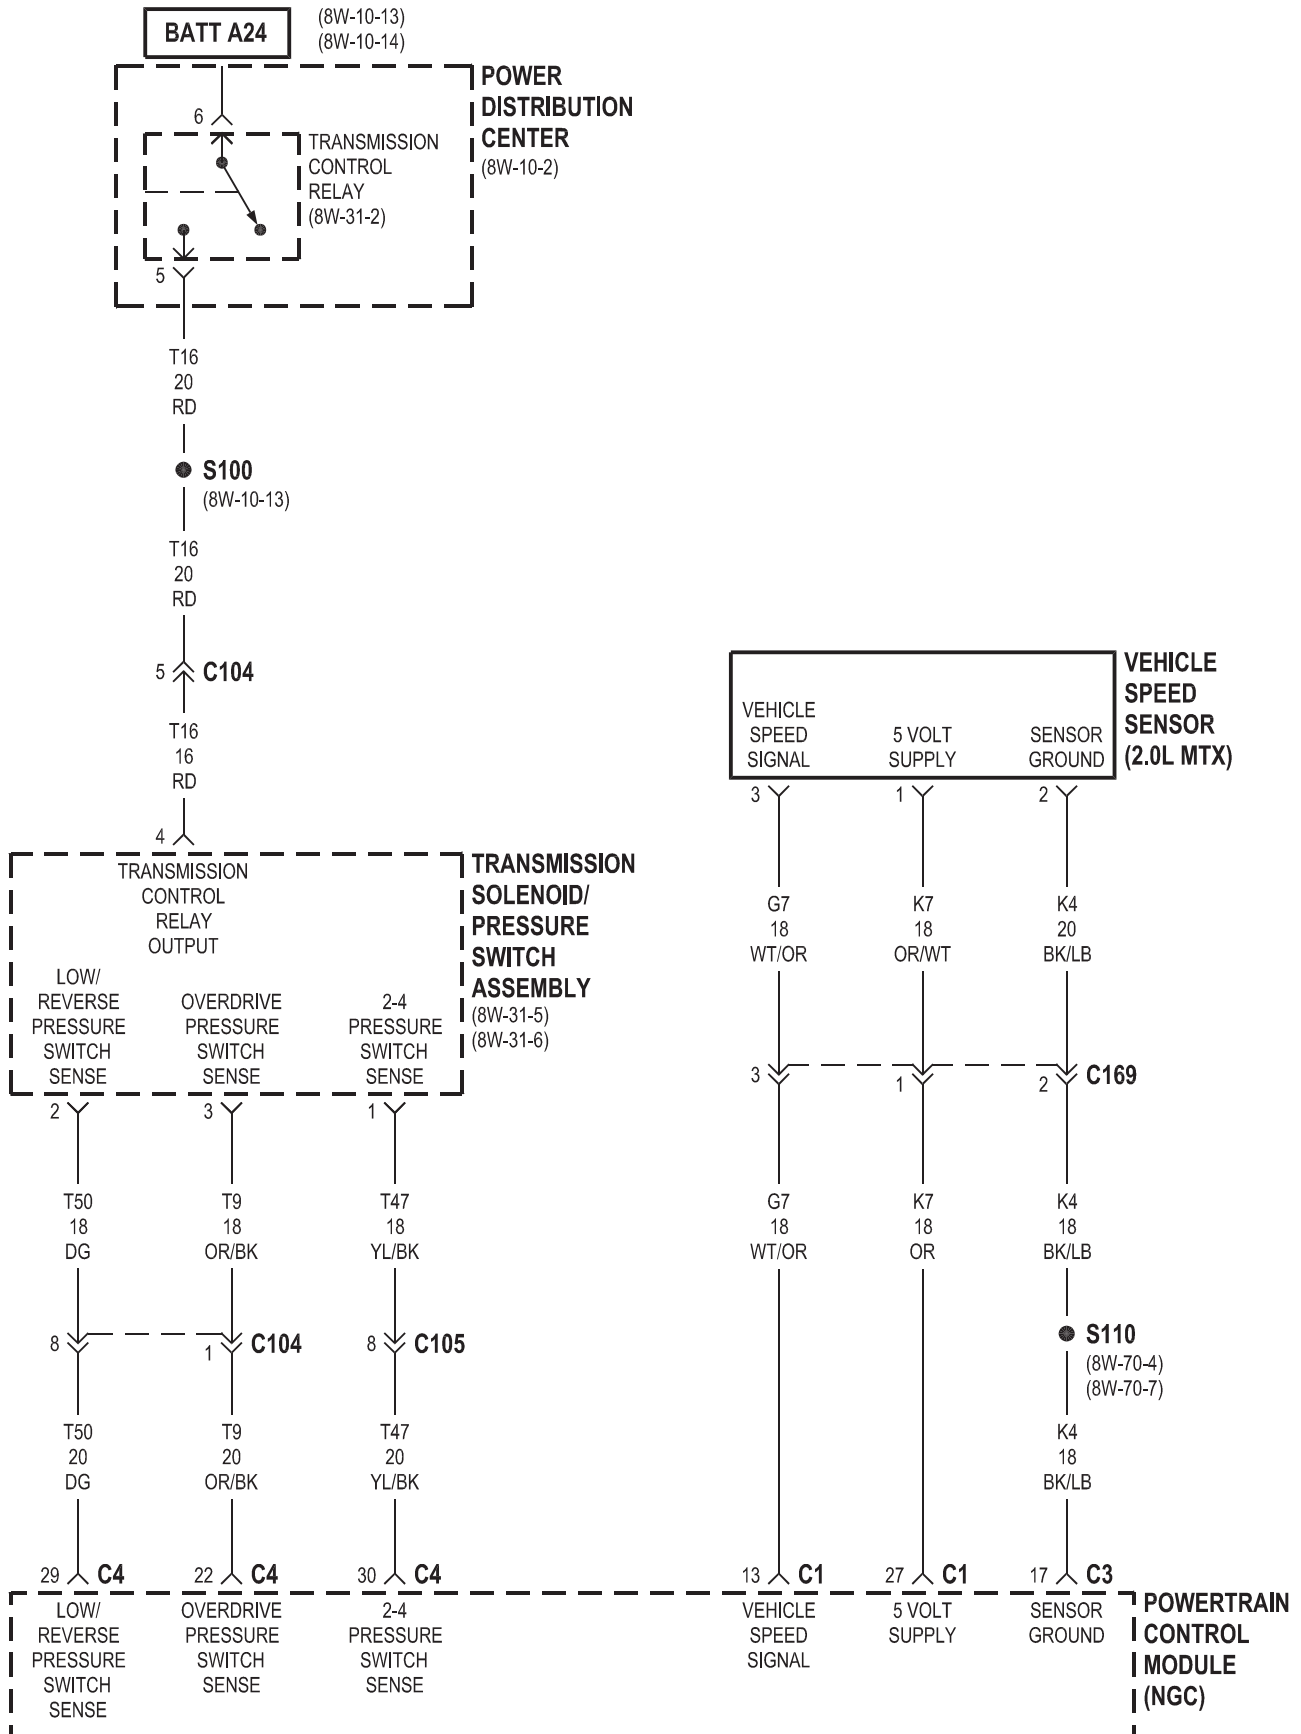 BATT A24
(8W-10-13)
(8W-10-14)
POWER
DISTRIBUTION
CENTER
(8W-10-2)
6
TRANSMISSION
CONTROL
RELAY
(8W-31-2)
5
T16
20
RD
S100
(8W-10-13)
T16
20
RD
5
C104
T16
16
RD
4
TRANSMISSION
SOLENOID/
PRESSURE
SWITCH
ASSEMBLY
(8W-31-5)
(8W-31-6)
TRANSMISSION
CONTROL
RELAY
OUTPUT
LOW/
REVERSE
PRESSURE
SWITCH
SENSE
OVERDRIVE
PRESSURE
SWITCH
SENSE
2-4
PRESSURE
SWITCH
SENSE
2
3
1
T50
18
DG
T9
18
OR/BK
T47
18
YL/BK
8
1
C104
8
C105
T50
20
DG
T9
20
OR/BK
T47
20
YL/BK
29
C4
22
C4
30
C4
LOW/
REVERSE
PRESSURE
SWITCH
SENSE
OVERDRIVE
PRESSURE
SWITCH
SENSE
2-4
PRESSURE
SWITCH
SENSE
VEHICLE
SPEED
SENSOR
(2.0L MTX)
VEHICLE
SPEED
SIGNAL
5 VOLT
SUPPLY
SENSOR
GROUND
3
1
2
G7
18
WT/OR
K7
18
OR/WT
K4
20
BK/LB
3
1
2
C169
G7
18
WT/OR
K7
18
OR
K4
18
BK/LB
S110
(8W-70-4)
(8W-70-7)
K4
18
BK/LB
13
C1
27
C1
17
C3
VEHICLE
SPEED
SIGNAL
5 VOLT
SUPPLY
SENSOR
GROUND
POWERTRAIN
CONTROL
MODULE
(NGC)